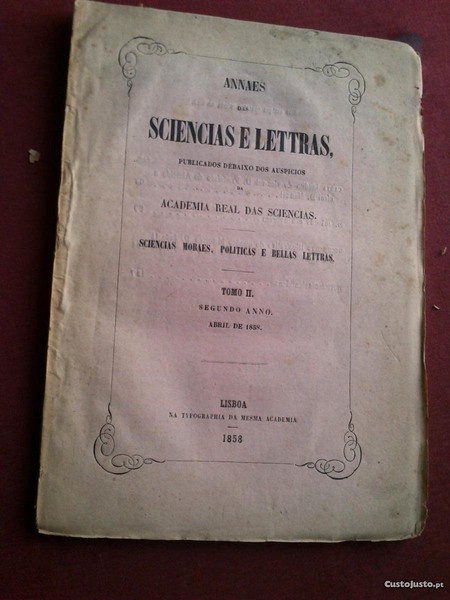 ANNAES
DAS
SCIENCIAS E LETTRAS,
PUBLICADOS DEBAIXO DOS AUSPICIOS
DA
ACADEMIA REAL DAS SCIENCIAS.
SCIENCIAS MORAES, POLITICAS E BELLAS LETTRAS.
TOMO II.
SEGUNDO ANNO.
ABRIL DE 1858.
LISBOA
NA TYPOGRAPHIA DA MESMA ACADEMIA
1858
CustoJusto.pt